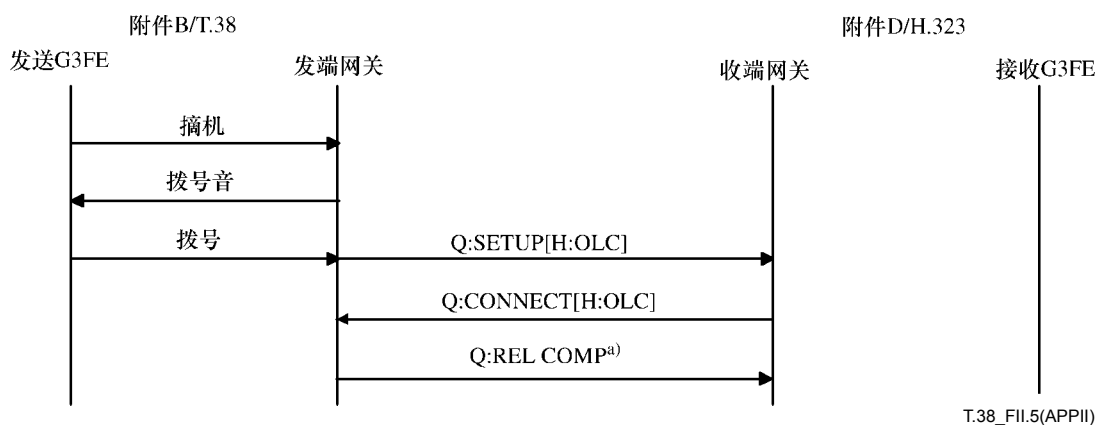 附件B/T.38
附件D/H.323
发送G3FE
发端网关
收端网关
接收G3FE
摘机
拨号音
拨号
Q:SETUP[H:OLC]
Q:CONNECT[H:OLC]
Q:REL COMPa)
T.38_FII.5(APPII)